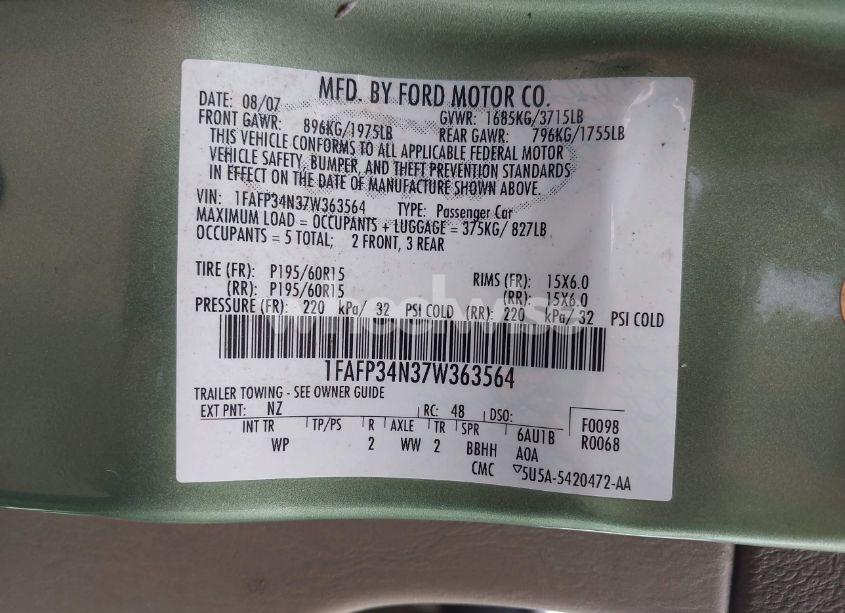 MFD. BY FORD MOTOR CO.
DATE: 08/07 GVWR: 1685KG/3715LB
FRONT GAWR: 896KG/1975LB REAR GAWR: 796KG/1755LB
THIS VEHICLE CONFORMS TO ALL APPLICABLE FEDERAL MOTOR
VEHICLE SAFETY, BUMPER, AND THEFT PREVENTION STANDARDS
IN EFFECT ON THE DATE OF MANUFACTURE SHOWN ABOVE.
VIN: 1FAFP34N37W363564 TYPE: Passenger Car
MAXIMUM LOAD = OCCUPANTS + LUGGAGE = 375KG/ 827LB
OCCUPANTS = 5 TOTAL; 2 FRONT, 3 REAR
TIRE (FR): P195/60R15 RIMS (FR): 15X6.0
(RR): P195/60R15 (RR): 15X6.0
PRESSURE (FR): 220 kPa/ 32 PSI COLD (RR): 220 kPa/ 32 PSI COLD
wheelwise
1FAFP34N37W363564
TRAILER TOWING - SEE OWNER GUIDE
EXT PNT: NZ RC: 48 DSO: F0098
INT TR TP/PS R AXLE TR SPR 6AU1B R0068
WP 2 WW 2 BBHH AOA
CMC 5U5A-5420472-AA